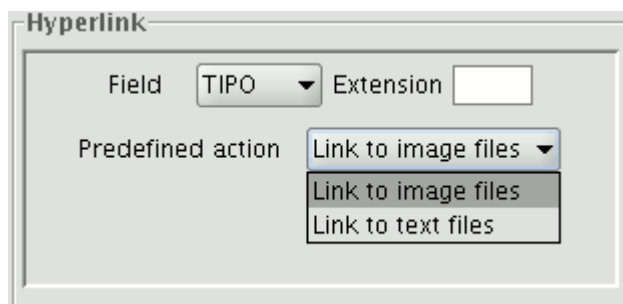 Hyperlink
Field TIPO Extension
Predefined action Link to image files
Link to image files
Link to text files